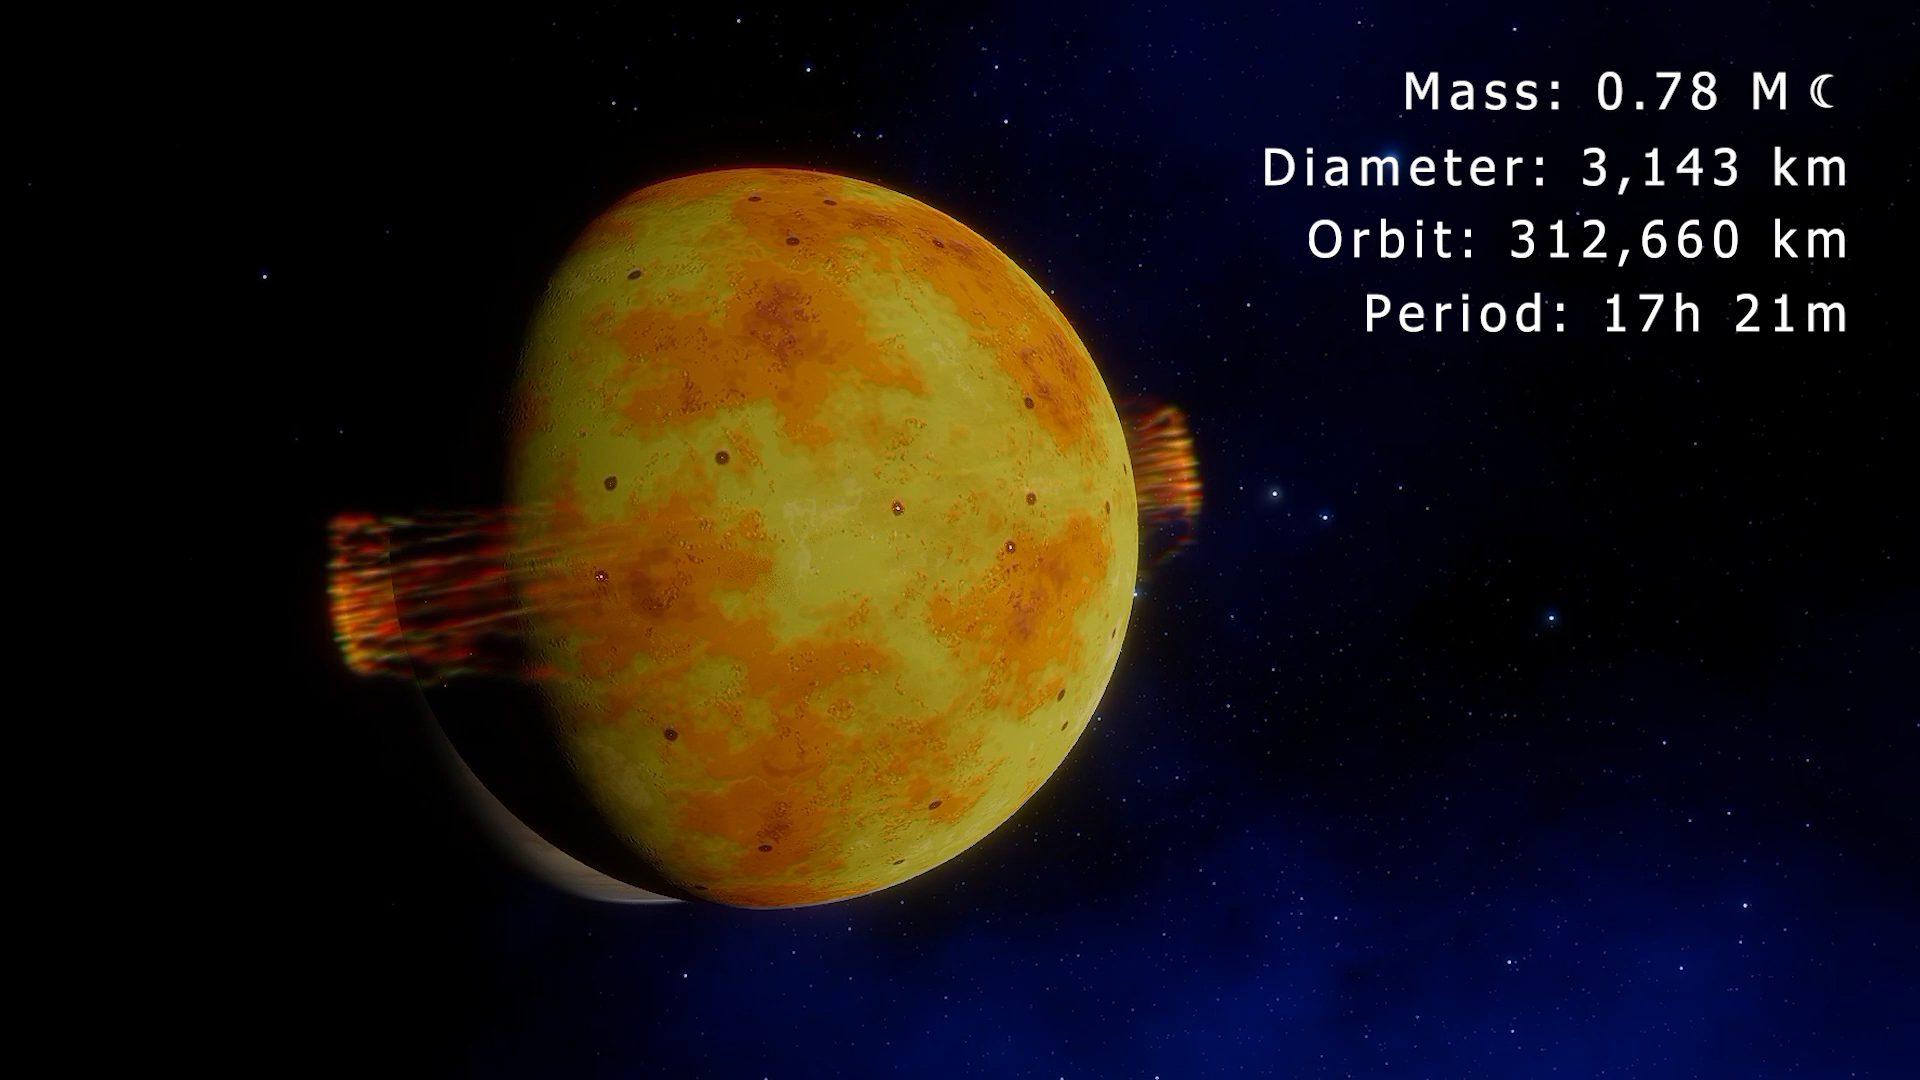 Mass: 0.78 M☾
Diameter: 3,143 km
Orbit: 312,660 km
Period: 17h 21m